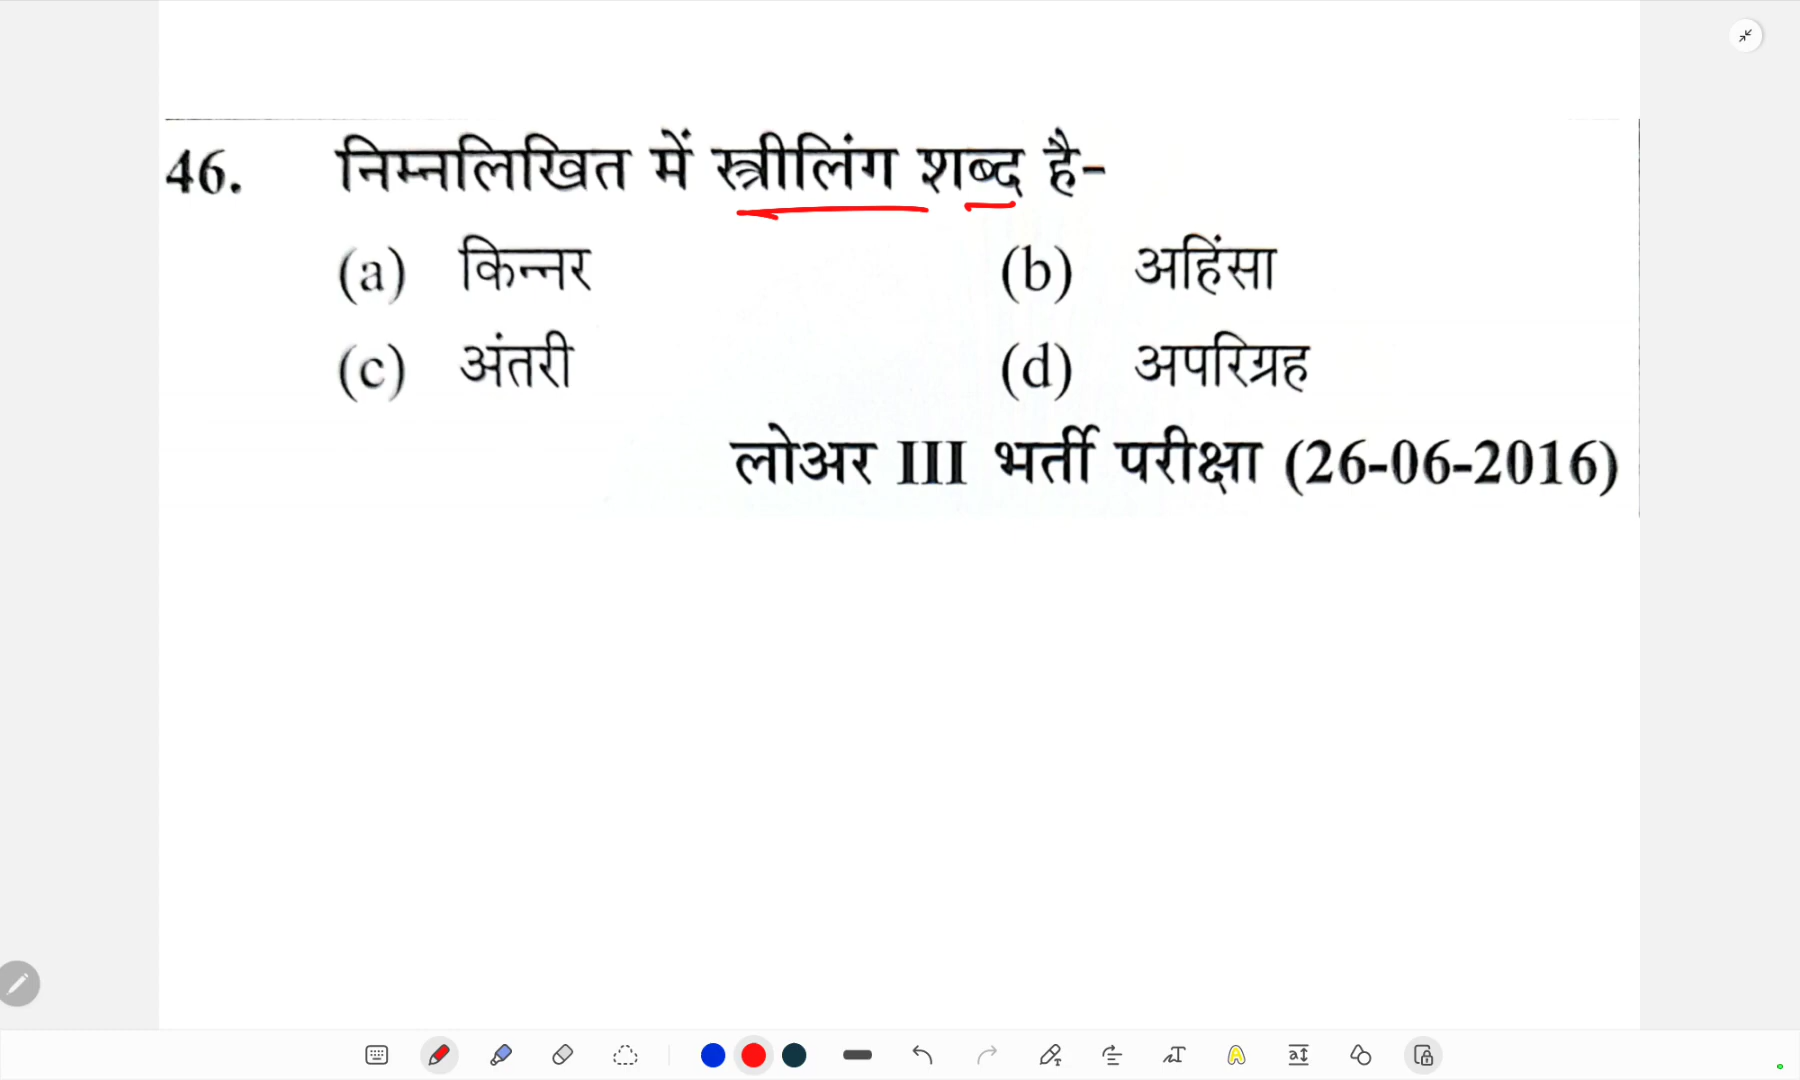 46. निम्नलिखित में स्त्रीलिंग शब्द है-
(a) किन्नर (b) अहिंसा
(c) अंतरी (d) अपरिग्रह
लोअर III भर्ती परीक्षा (26-06-2016)